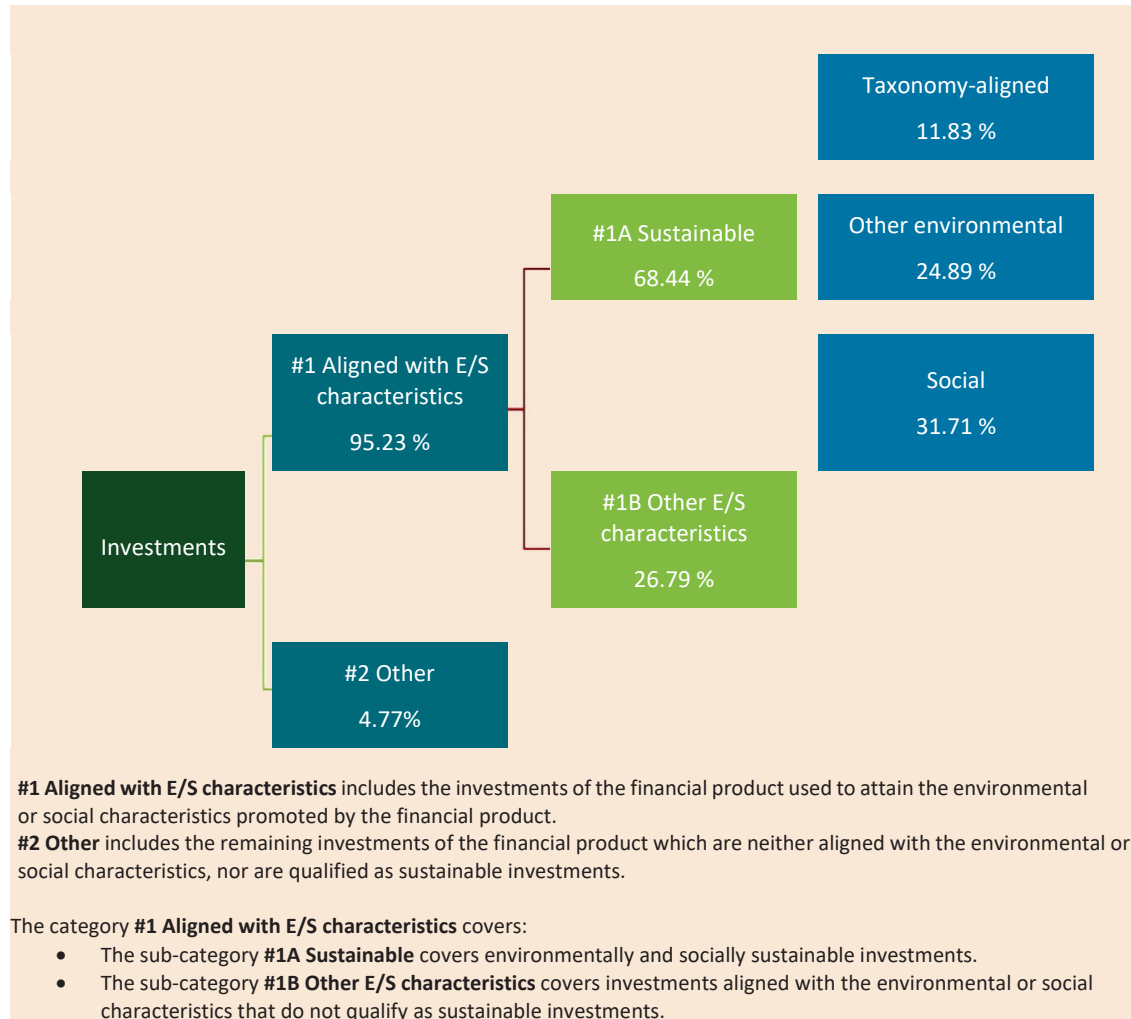 Taxonomy-aligned
11.83 %
#1A Sustainable
68.44 %
Other environmental
24.89 %
#1 Aligned with E/S
characteristics
95.23 %
Social
31.71 %
Investments
#1B Other E/S
characteristics
26.79 %
#2 Other
4.77%
#1 Aligned with E/S characteristics includes the investments of the financial product used to attain the environmental
or social characteristics promoted by the financial product.
#2 Other includes the remaining investments of the financial product which are neither aligned with the environmental or
social characteristics, nor are qualified as sustainable investments.
The category #1 Aligned with E/S characteristics covers:
• The sub-category #1A Sustainable covers environmentally and socially sustainable investments.
• The sub-category #1B Other E/S characteristics covers investments aligned with the environmental or social
characteristics that do not qualify as sustainable investments.